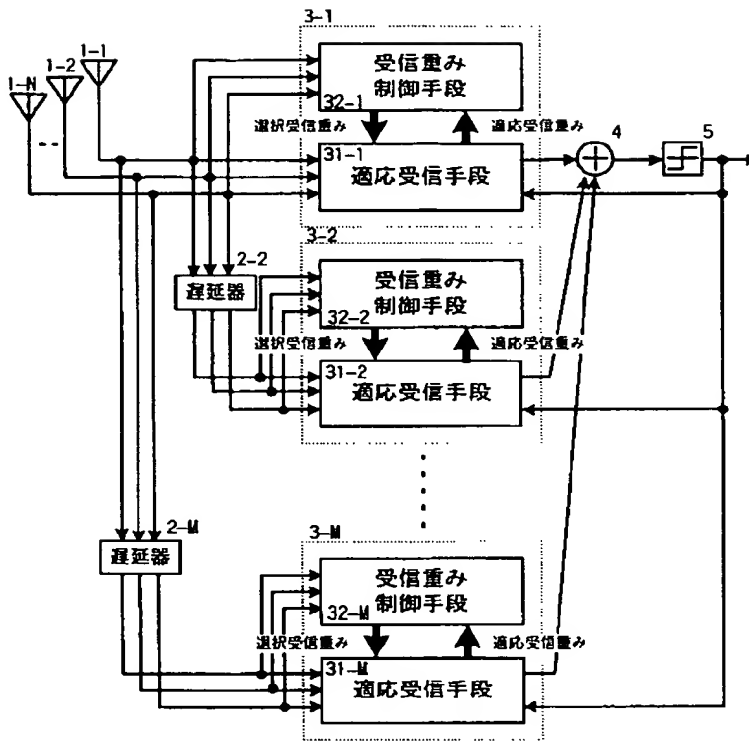 3-1
1-1
1-2
1-N
受信重み
制御手段
32-1
選択受信重み
適応受信重み
31-1
適応受信手段
4
5
3-2
2-2
遅延器
受信重み
制御手段
32-2
選択受信重み
適応受信重み
31-2
適応受信手段
3-M
2-M
遅延器
受信重み
制御手段
32-M
選択受信重み
適応受信重み
31-M
適応受信手段